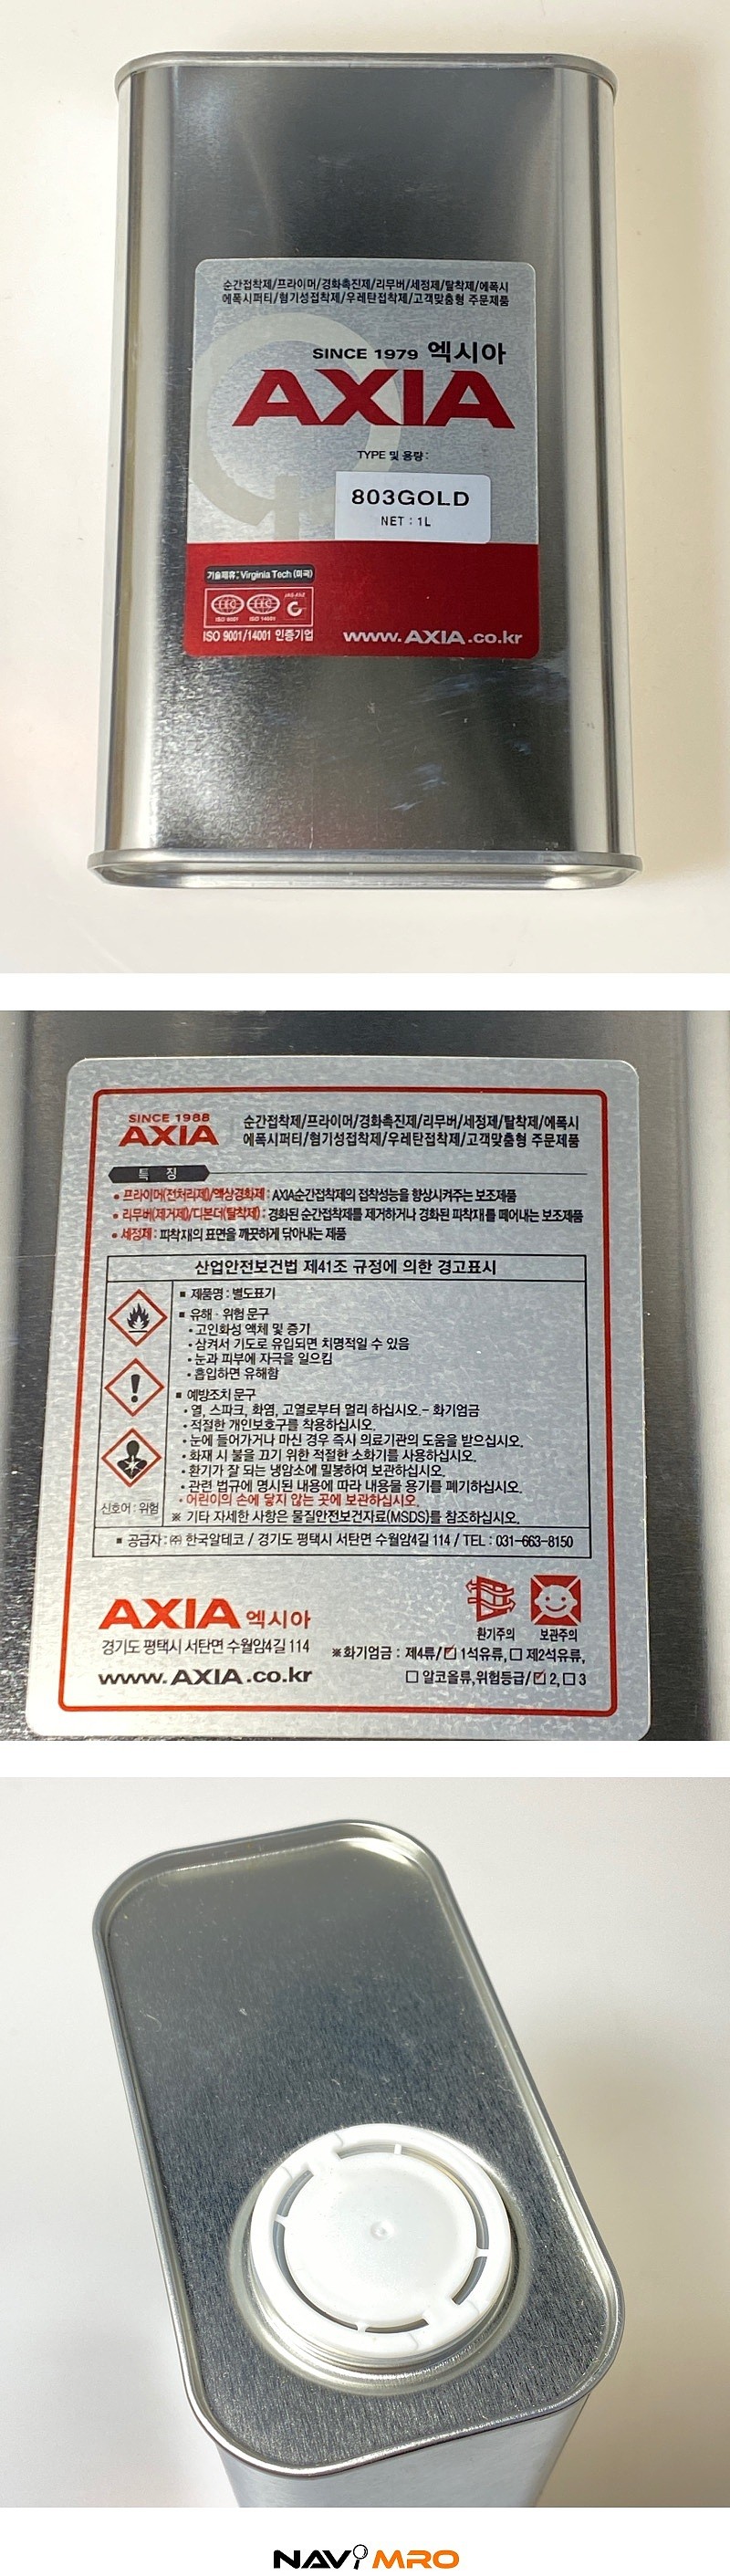 순간접착제/프라이머/경화촉진제/리무버/세정제/탈착제/에폭시
에폭시퍼티/혐기성접착제/우레탄접착제/고객맞춤형 주문제품
SINCE 1979 엑시아
AXIA
TYPE 및 용량:
803GOLD
NET : 1L
기술제휴: Virginia Tech (미국)
ISO 9001 ISO 14001
ISO 9001/14001 인증기업
www.AXIA.co.kr
SINCE 1988
AXIA
순간접착제/프라이머/경화촉진제/리무버/세정제/탈착제/에폭시
에폭시퍼티/혐기성접착제/우레탄접착제/고객맞춤형 주문제품
특 징
• 프라이머(전처리제)/액상경화제 : AXIA순간접착제의 접착성능을 향상시켜주는 보조제품
• 리무버(제거제)/디본더(탈착제) : 경화된 순간접착제를 제거하거나 경화된 피착재를 떼어내는 보조제품
• 세정제 : 피착재의 표면을 깨끗하게 닦아내는 제품
산업안전보건법 제41조 규정에 의한 경고표시
■ 제품명 : 별도표기
■ 유해 · 위험 문구
• 고인화성 액체 및 증기
• 삼켜서 기도로 유입되면 치명적일 수 있음
• 눈과 피부에 자극을 일으킴
• 흡입하면 유해함
■ 예방조치 문구
• 열, 스파크, 화염, 고열로부터 멀리 하십시오.- 화기엄금
• 적절한 개인보호구를 착용하십시오.
• 눈에 들어가거나 마신 경우 즉시 의료기관의 도움을 받으십시오.
• 화재 시 불을 끄기 위한 적절한 소화기를 사용하십시오.
• 환기가 잘 되는 냉암소에 밀봉하여 보관하십시오.
• 관련 법규에 명시된 내용에 따라 내용물 용기를 폐기하십시오.
• 어린이의 손에 닿지 않는 곳에 보관하십시오.
신호어 : 위험
※ 기타 자세한 사항은 물질안전보건자료(MSDS)를 참조하십시오.
■ 공급자 : ㈜ 한국알테코 / 경기도 평택시 서탄면 수월암4길 114 / TEL : 031-663-8150
AXIA 엑시아
환기주의 보관주의
경기도 평택시 서탄면 수월암4길 114
※화기엄금 : 제4류/☑ 1석유류, ☐ 제2석유류,
www.AXIA.co.kr
☐ 알코올류,위험등급/☑ 2, ☐ 3
NAVIMRO